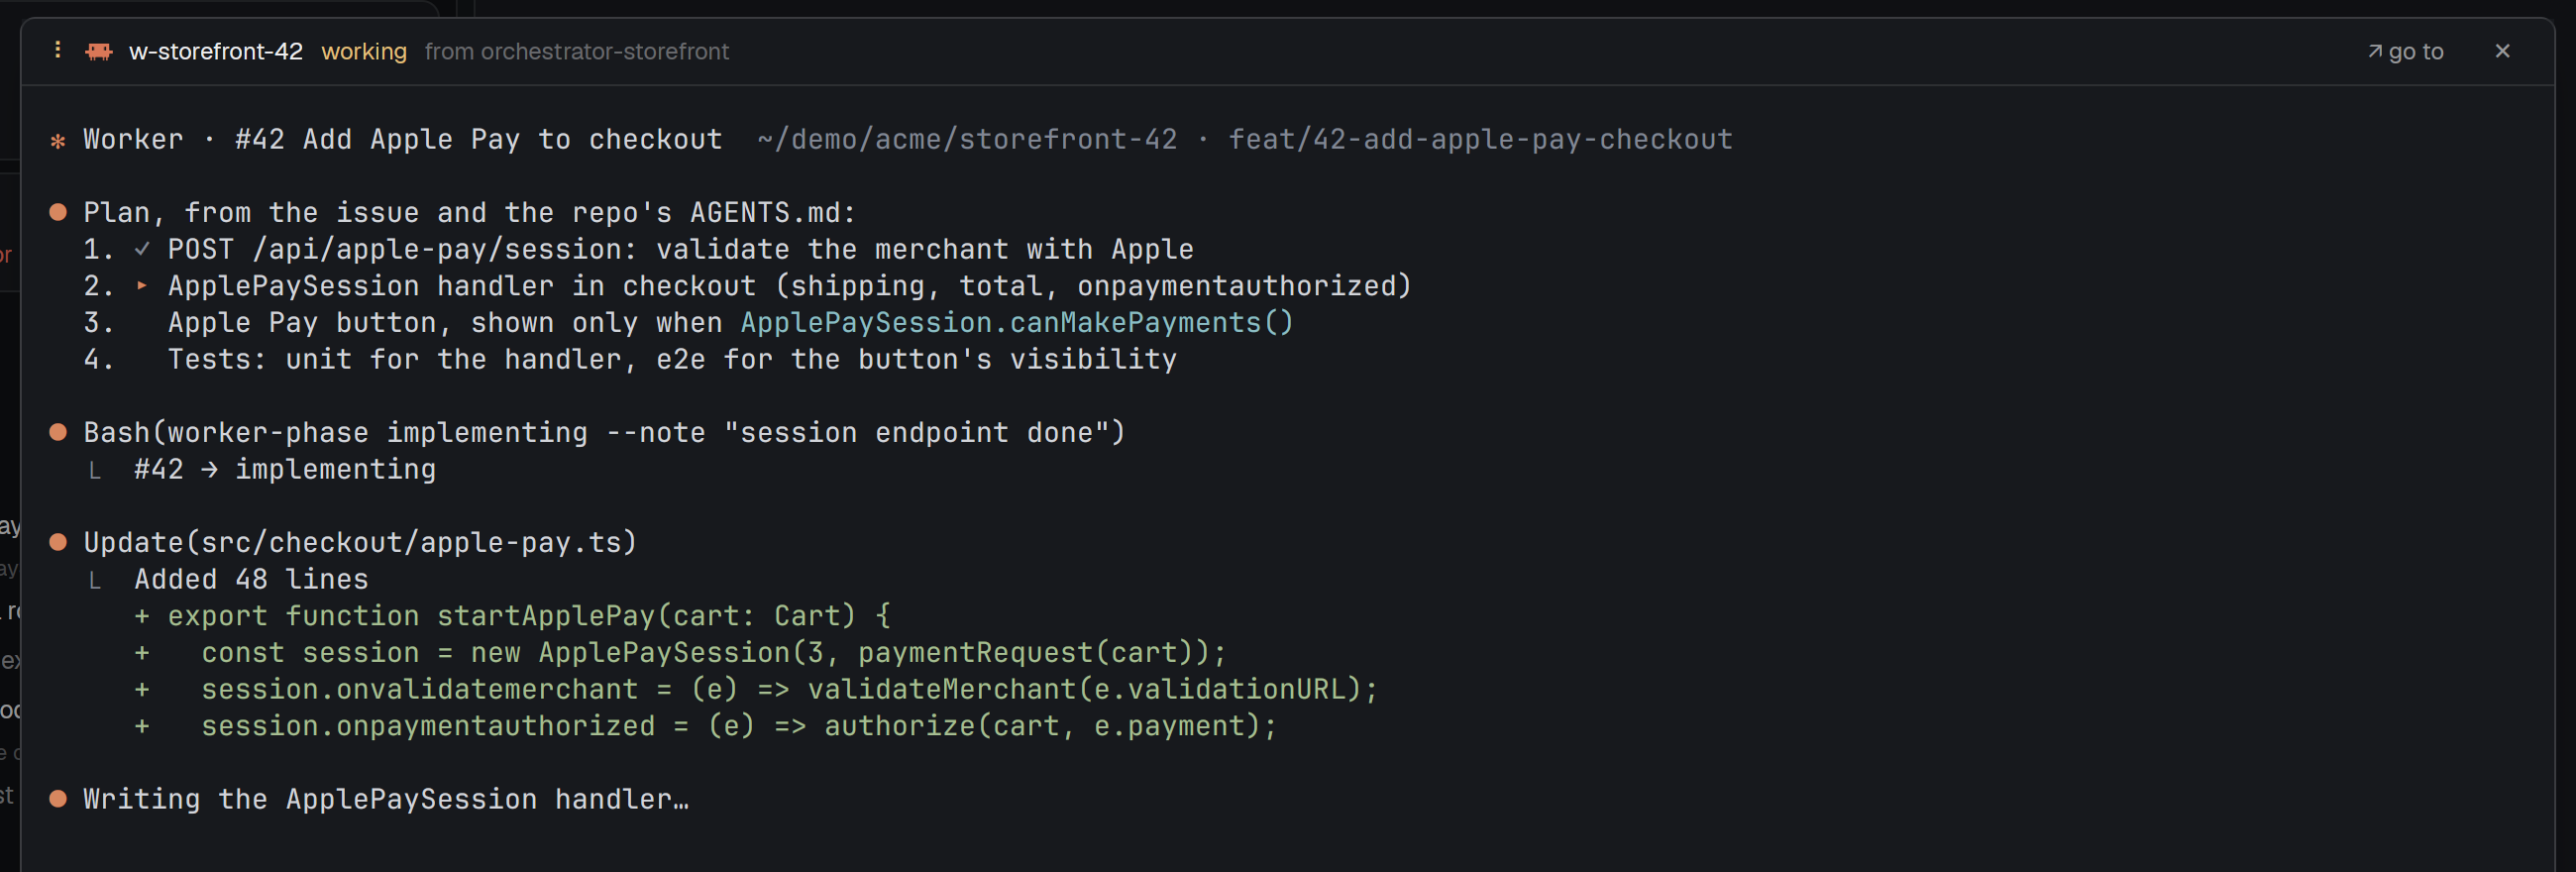 w-storefront-42 working from orchestrator-storefront ↗ go to ×
✻ Worker · #42 Add Apple Pay to checkout ~/demo/acme/storefront-42 · feat/42-add-apple-pay-checkout
● Plan, from the issue and the repo's AGENTS.md:
1. ✓ POST /api/apple-pay/session: validate the merchant with Apple
2. ▸ ApplePaySession handler in checkout (shipping, total, onpaymentauthorized)
3. Apple Pay button, shown only when ApplePaySession.canMakePayments()
4. Tests: unit for the handler, e2e for the button's visibility
● Bash(worker-phase implementing --note "session endpoint done")
└ #42 → implementing
● Update(src/checkout/apple-pay.ts)
└ Added 48 lines
+ export function startApplePay(cart: Cart) {
+ const session = new ApplePaySession(3, paymentRequest(cart));
+ session.onvalidatemerchant = (e) => validateMerchant(e.validationURL);
+ session.onpaymentauthorized = (e) => authorize(cart, e.payment);
● Writing the ApplePaySession handler…